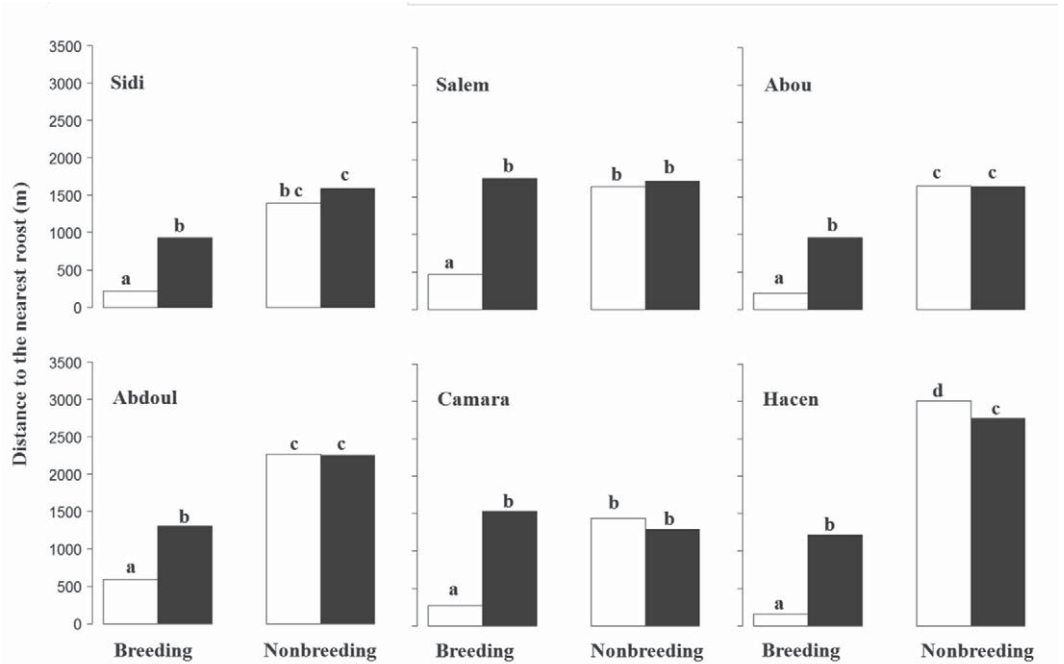 Distance to the nearest roost (m)
3500
3000
2500
2000
1500
1000
500
0
Sidi
a
b
b c
c
Salem
a
b
b
b
Abou
a
b
c
c
3500
3000
2500
2000
1500
1000
500
0
Abdoul
a
b
c
c
Camara
a
b
b
b
Hacen
a
b
d
c
Breeding Nonbreeding Breeding Nonbreeding Breeding Nonbreeding